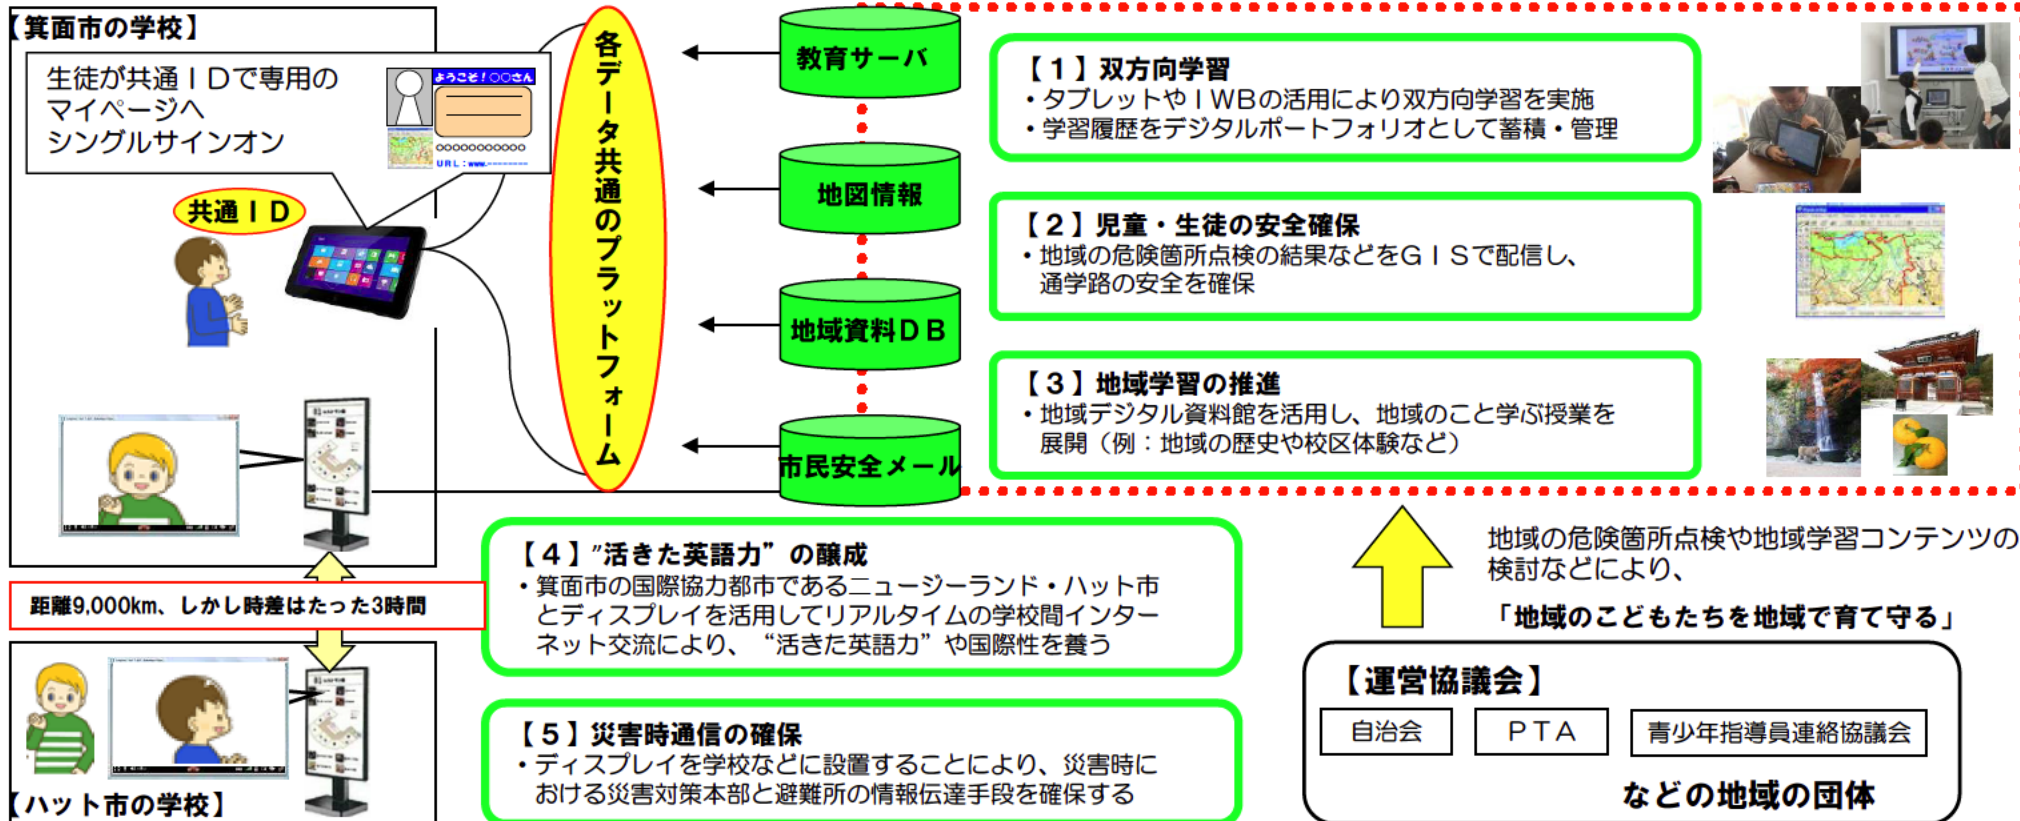 【箕面市の学校】
生徒が共通ＩＤで専用の
マイページへ
シングルサインオン
ようこそ！○○さん
○○○○○○○○○○○
URL：www.--------
共通ＩＤ
各データ共通のプラットフォーム
教育サーバ
地図情報
地域資料ＤＢ
市民安全メール
【１】双方向学習
・タブレットやＩＷＢの活用により双方向学習を実施
・学習履歴をデジタルポートフォリオとして蓄積・管理
【２】児童・生徒の安全確保
・地域の危険箇所点検の結果などをＧＩＳで配信し、
通学路の安全を確保
【３】地域学習の推進
・地域デジタル資料館を活用し、地域のこと学ぶ授業を
展開（例：地域の歴史や校区体験など）
距離9,000km、しかし時差はたった3時間
【ハット市の学校】
【４】”活きた英語力”の醸成
・箕面市の国際協力都市であるニュージーランド・ハット市
とディスプレイを活用してリアルタイムの学校間インター
ネット交流により、“活きた英語力”や国際性を養う
【５】災害時通信の確保
・ディスプレイを学校などに設置することにより、災害時に
おける災害対策本部と避難所の情報伝達手段を確保する
地域の危険箇所点検や地域学習コンテンツの
検討などにより、
「地域のこどもたちを地域で育て守る」
【運営協議会】
自治会
ＰＴＡ
青少年指導員連絡協議会
などの地域の団体